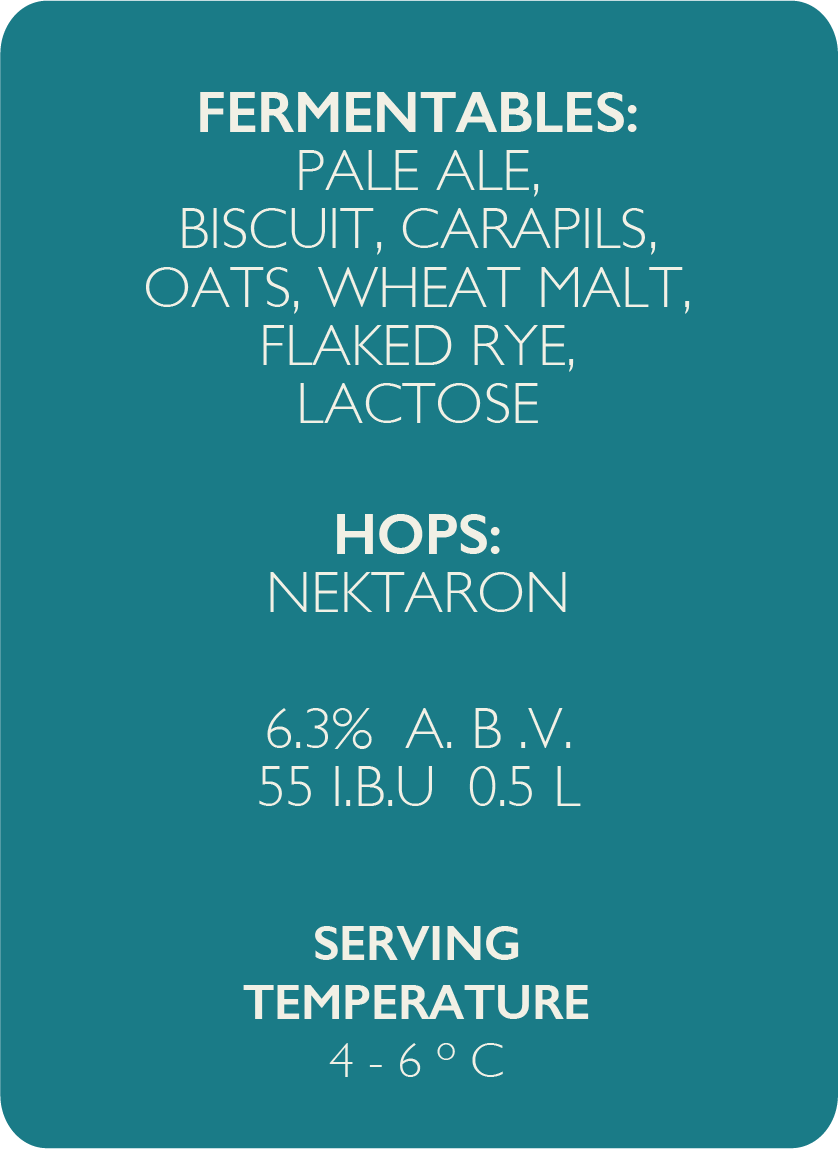 FERMENTABLES:
PALE ALE,
BISCUIT, CARAPILS,
OATS, WHEAT MALT,
FLAKED RYE,
LACTOSE
HOPS:
NEKTARON
6.3%  A. B .V.
55 I.B.U  0.5 L
SERVING
TEMPERATURE
4 - 6 º C